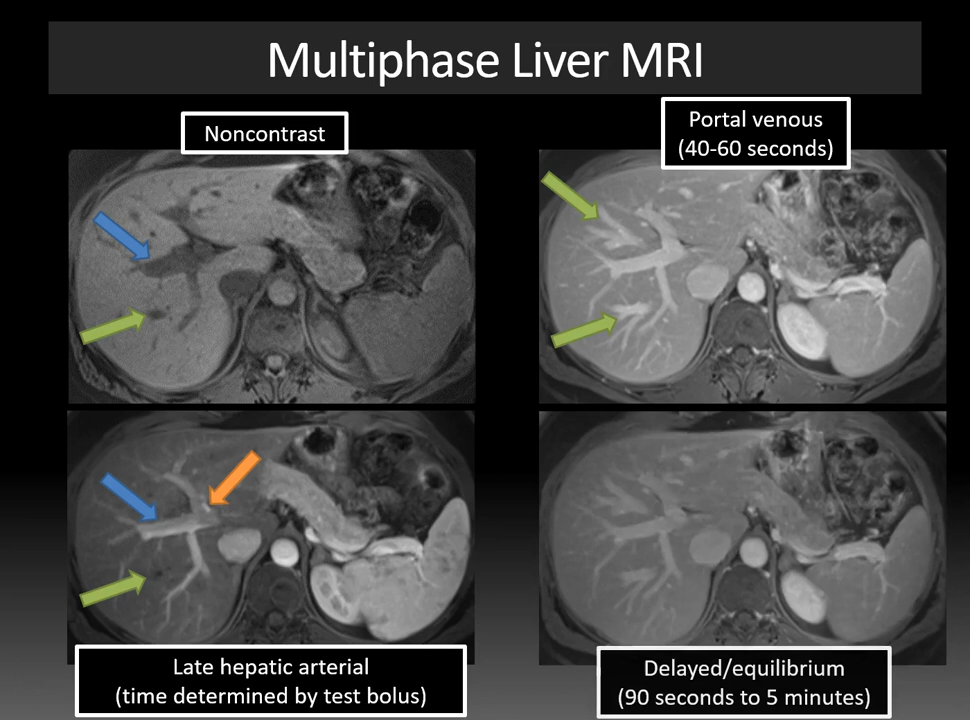 Multiphase Liver MRI
Noncontrast
Portal venous
(40-60 seconds)
Late hepatic arterial
(time determined by test bolus)
Delayed/equilibrium
(90 seconds to 5 minutes)